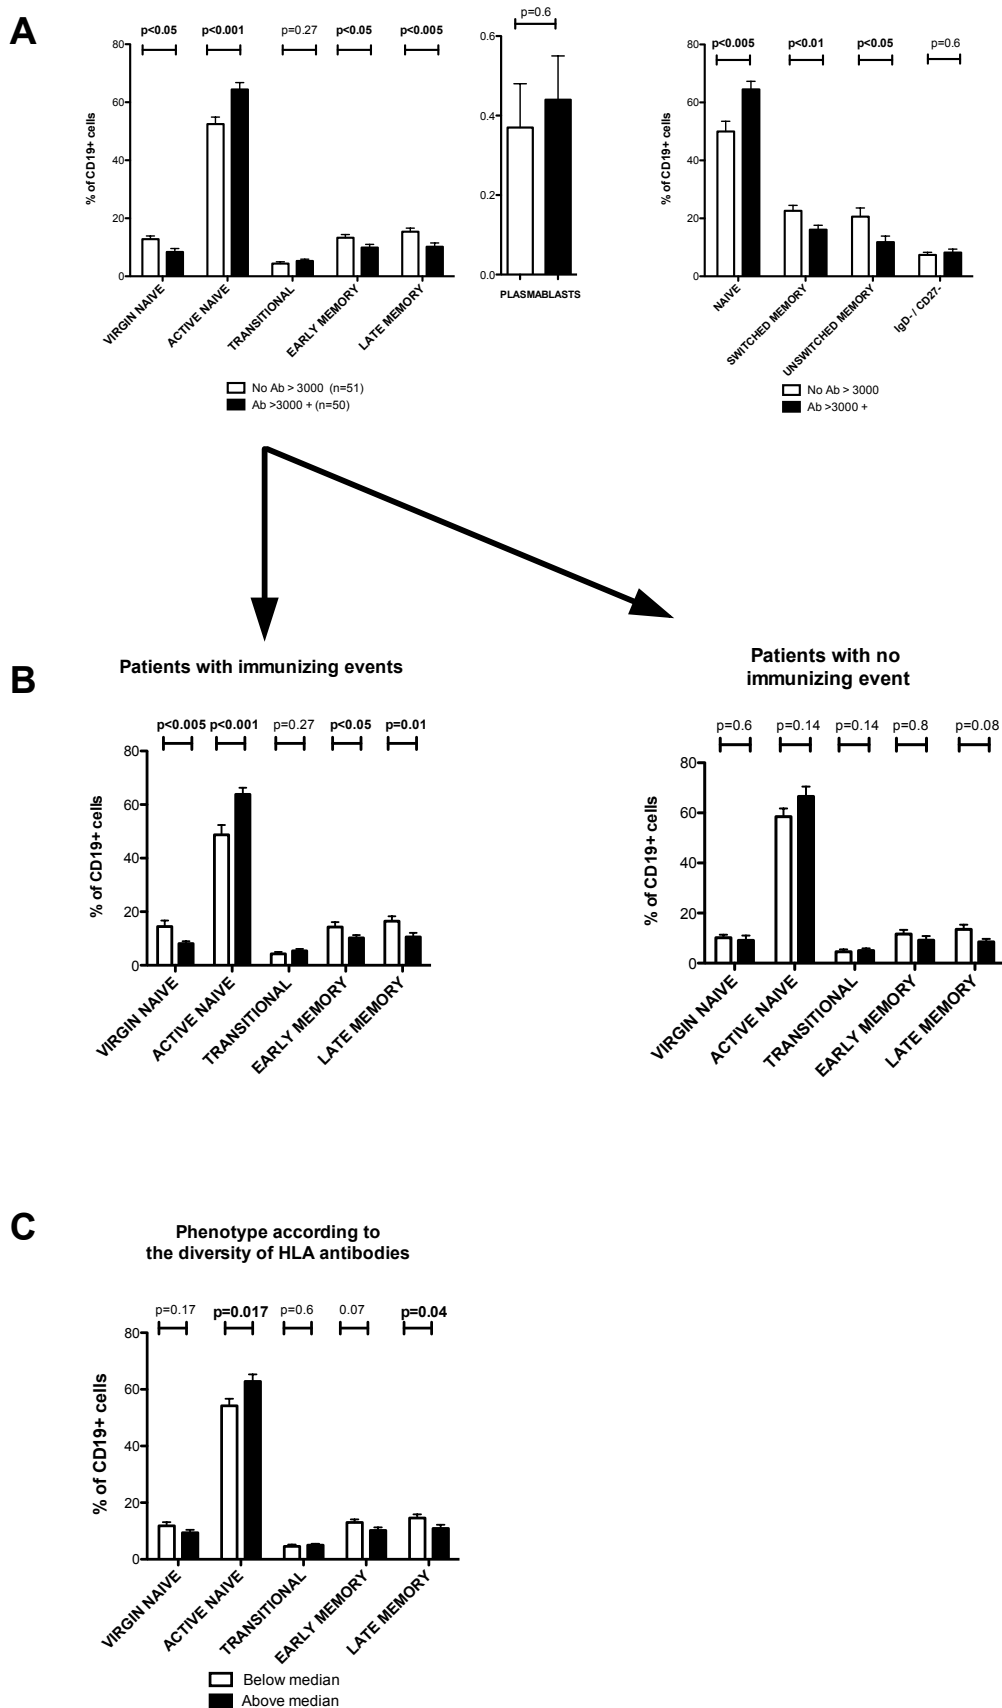 A
p<0.05 p<0.001 p=0.27 p<0.05 p<0.005
80
60
40
20
0
% of CD19+ cells
VIRGIN NAIVE
ACTIVE NAIVE
TRANSITIONAL
EARLY MEMORY
LATE MEMORY
No Ab > 3000 (n=51)
Ab >3000 + (n=50)
p=0.6
0.6
0.4
0.2
0.0
PLASMABLASTS
p<0.005 p<0.01 p<0.05 p=0.6
80
60
40
20
0
% of CD19+ cells
NAIVE
SWITCHED MEMORY
UNSWITCHED MEMORY
IgD- / CD27-
No Ab > 3000
Ab >3000 +
B
Patients with immunizing events
p<0.005 p<0.001 p=0.27 p<0.05 p=0.01
80
60
40
20
0
% of CD19+ cells
VIRGIN NAIVE
ACTIVE NAIVE
TRANSITIONAL
EARLY MEMORY
LATE MEMORY
Patients with no
immunizing event
p=0.6 p=0.14 p=0.14 p=0.8 p=0.08
80
60
40
20
0
% of CD19+ cells
VIRGIN NAIVE
ACTIVE NAIVE
TRANSITIONAL
EARLY MEMORY
LATE MEMORY
C
Phenotype according to
the diversity of HLA antibodies
p=0.17 p=0.017 p=0.6 0.07 p=0.04
80
60
40
20
0
% of CD19+ cells
VIRGIN NAIVE
ACTIVE NAIVE
TRANSITIONAL
EARLY MEMORY
LATE MEMORY
Below median
Above median